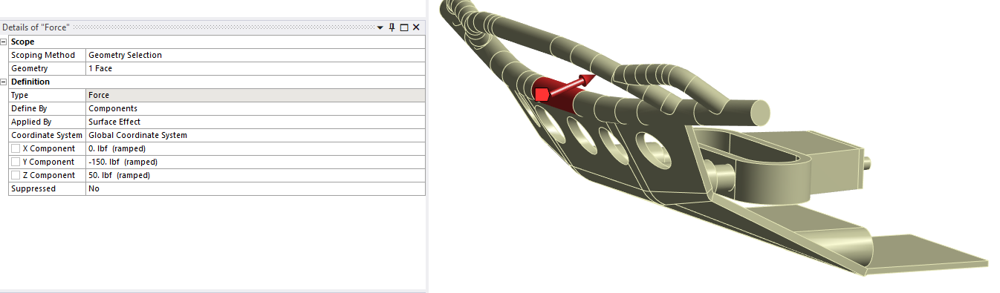 Details of "Force"
Scope
Scoping Method Geometry Selection
Geometry 1 Face
Definition
Type Force
Define By Components
Applied By Surface Effect
Coordinate System Global Coordinate System
X Component 0. lbf (ramped)
Y Component -150. lbf (ramped)
Z Component 50. lbf (ramped)
Suppressed No